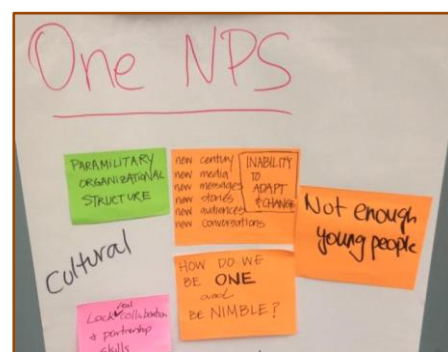 One NPS
PARAMILITARY
ORGANIZATIONAL
STRUCTURE
new century
new media
new messages
new stories
new audiences
new conversations
INABILITY
TO
ADAPT
& CHANGE
Not enough
young people
Cultural
HOW DO WE
BE ONE
and
BE NIMBLE?
Lack real collaboration
& partnership
skills